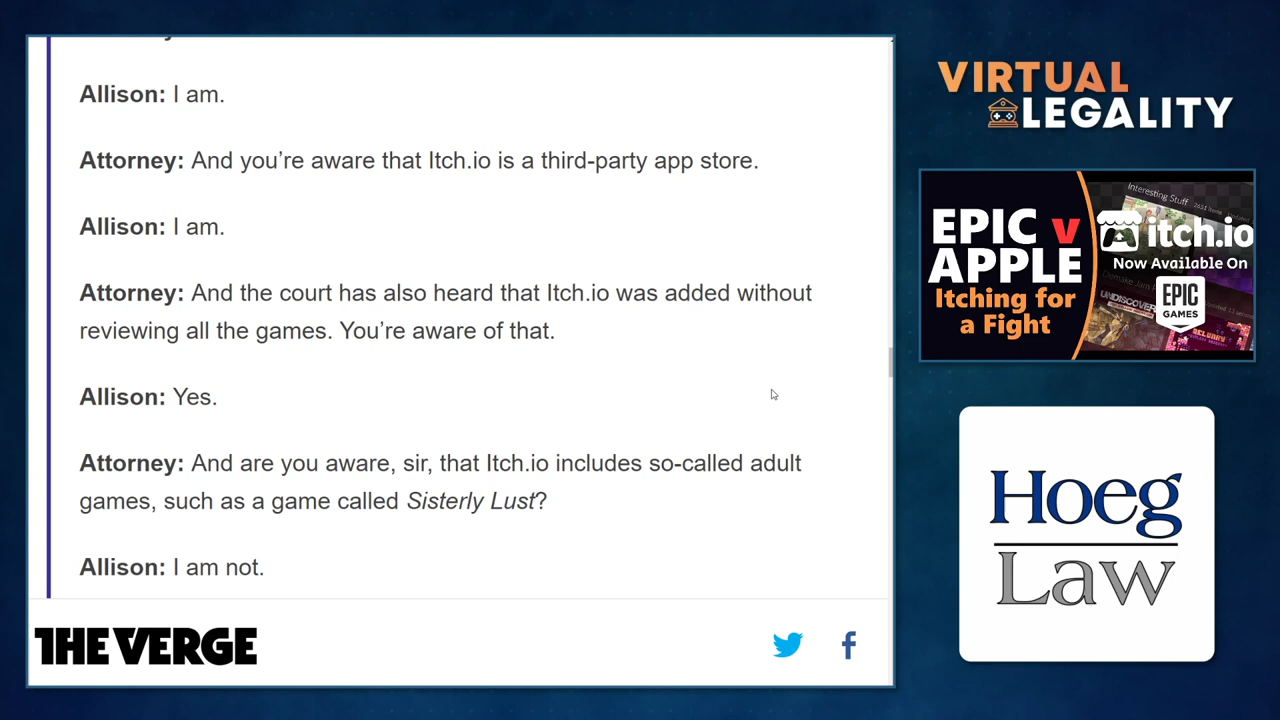 Allison: I am.
Attorney: And you’re aware that Itch.io is a third-party app store.
Allison: I am.
Attorney: And the court has also heard that Itch.io was added without
reviewing all the games. You’re aware of that.
Allison: Yes.
Attorney: And are you aware, sir, that Itch.io includes so-called adult
games, such as a game called Sisterly Lust?
Allison: I am not.
THE VERGE
VIRTUAL
LEGALITY
EPIC v
APPLE
Itching for
a Fight
Interesting Stuff
itch.io
Now Available On
EPIC
GAMES
Hoeg
Law